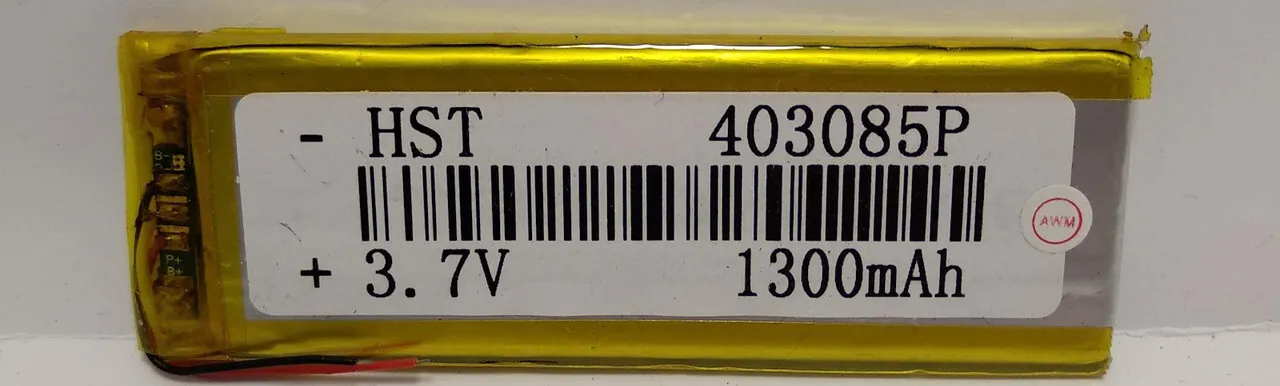 - HST 403085P
AWM
+ 3.7V 1300mAh
B-
P+
B+